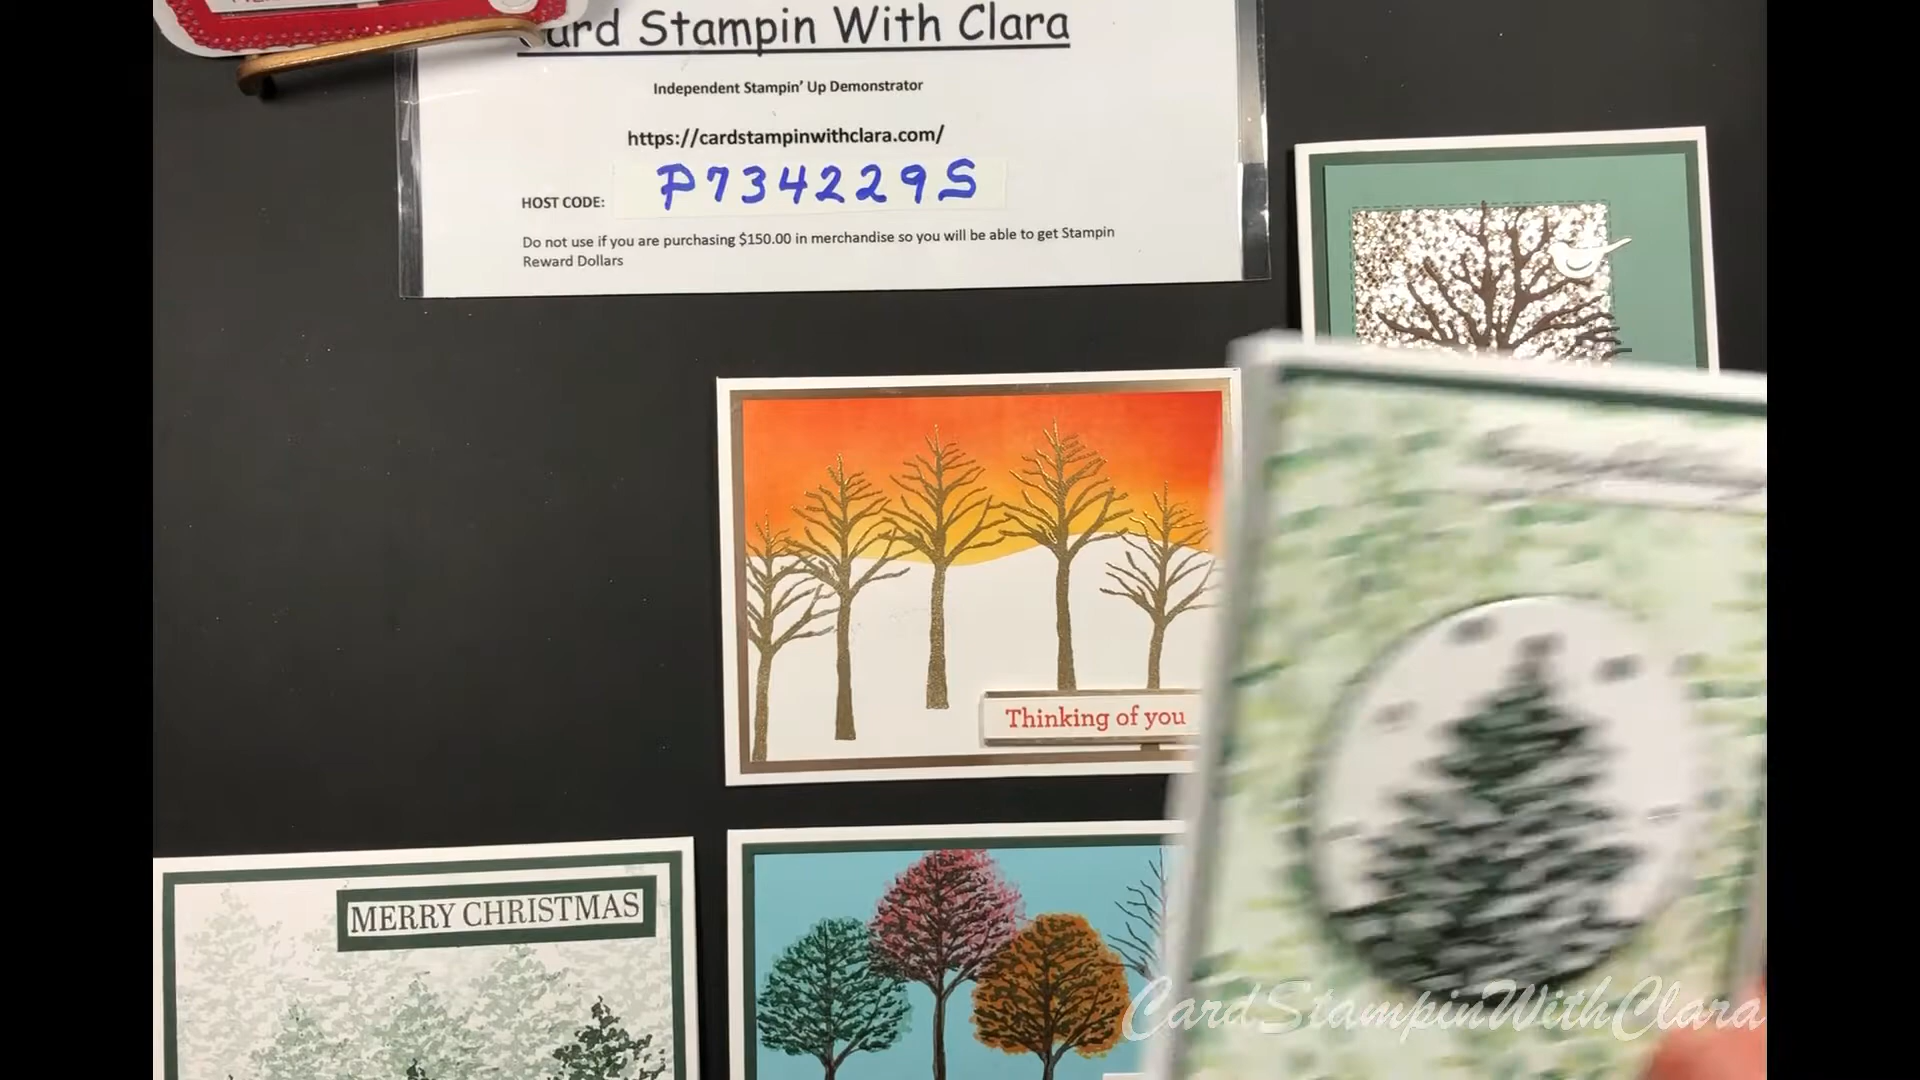 ard Stampin With Clara
Independent Stampin' Up Demonstrator
https://cardstampinwithclara.com/
HOST CODE: P734229S
Do not use if you are purchasing $150.00 in merchandise so you will be able to get Stampin
Reward Dollars
Thinking of you
MERRY CHRISTMAS
CardStampinWithClara